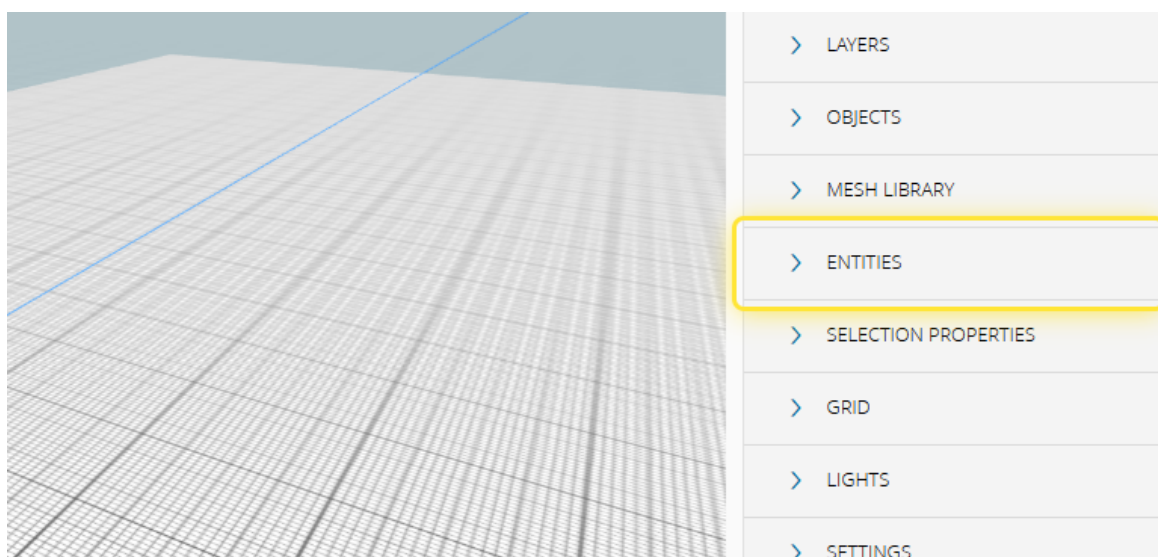 LAYERS
OBJECTS
MESH LIBRARY
ENTITIES
SELECTION PROPERTIES
GRID
LIGHTS
SETTINGS